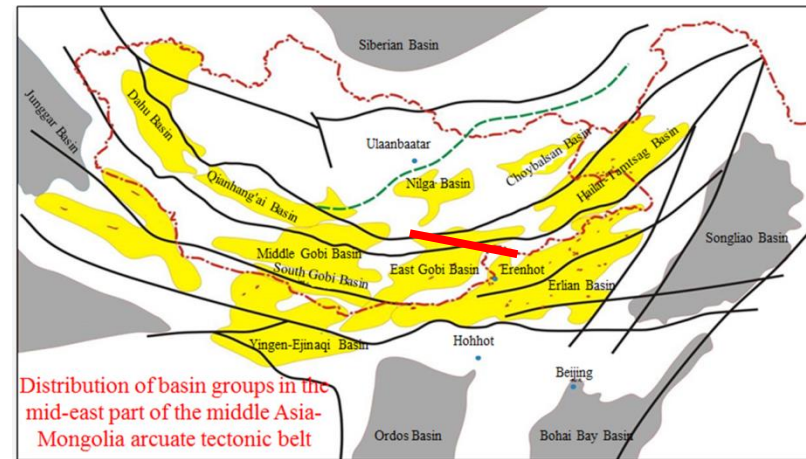 Siberian Basin
Junggar Basin
Dahu Basin
Ulaanbaatar
Choybalsan Basin
Hailar-Tamtsag Basin
Qianhang'ai Basin
Nilga Basin
Songliao Basin
Middle Gobi Basin
South Gobi Basin
East Gobi Basin
Erenhot
Erlian Basin
Yingen-Ejinaqi Basin
Hohhot
Beijing
Distribution of basin groups in the
mid-east part of the middle Asia-
Mongolia arcuate tectonic belt
Ordos Basin
Bohai Bay Basin